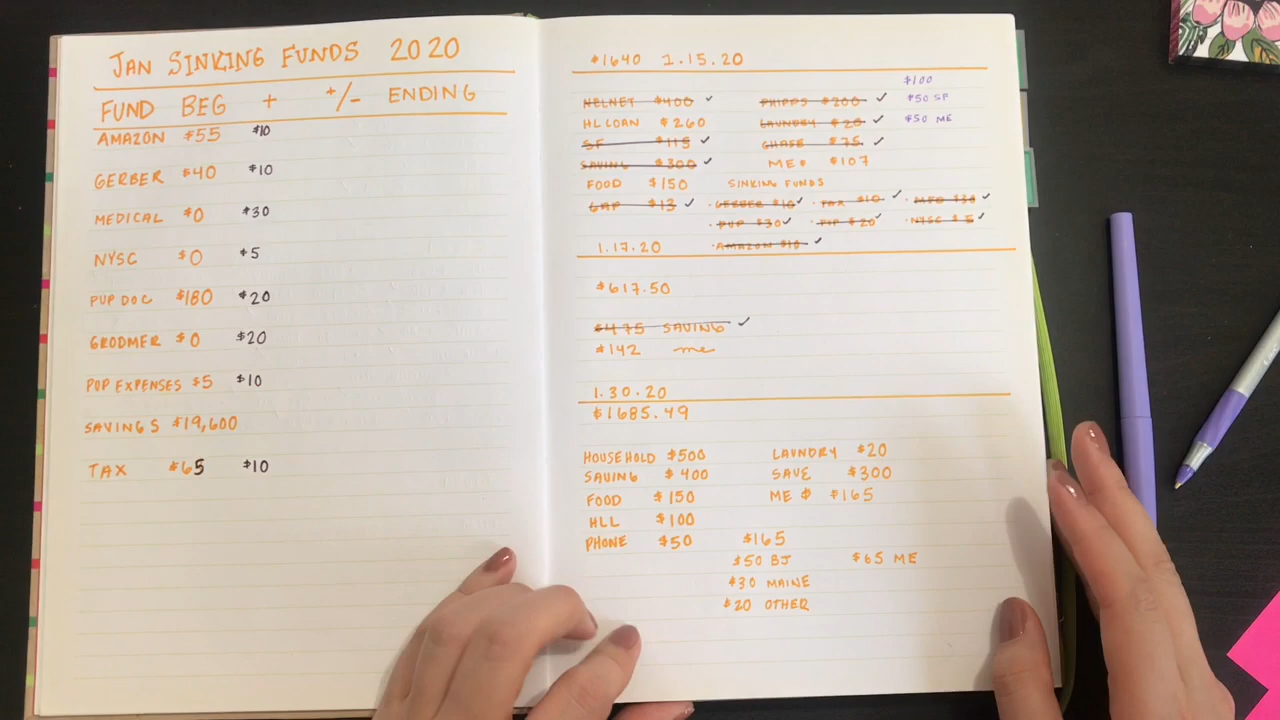 JAN SINKING FUNDS 2020
FUND BEG + +/- ENDING
AMAZON $55 $10
GERBER $40 $10
MEDICAL $0 $30
NYSC $0 $5
PUP DOC $180 $20
GROOMER $0 $20
PUP EXPENSES $5 $10
SAVINGS $19,600
TAX $65 $10
$1640 1.15.20
$100
NELNET $400 PHIPPS $200 $50 SF
HL LOAN $260 LAUNDRY $20 $50 ME
SF $115 CHASE $75
SAVING $300 ME $107
FOOD $150 SINKING FUNDS
GAP $13 · GERBER $10 · TAX $10 · MED $30
· PUP $30 · PIP $20 · NYSC $5
1.17.20 · AMAZON $10
$617.50
$475 SAVING
$142 me
1.30.20
$1685.49
HOUSEHOLD $500 LAUNDRY $20
SAVING $400 SAVE $300
FOOD $150 ME $ $165
HLL $100
PHONE $50 $165
$50 BJ $65 ME
$30 MAINE
$20 OTHER